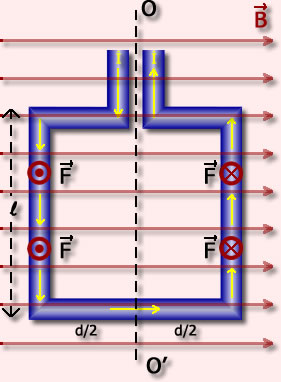 O
B⃗
I I
F⃗ F⃗
ℓ
F⃗ F⃗
d/2 d/2
O'